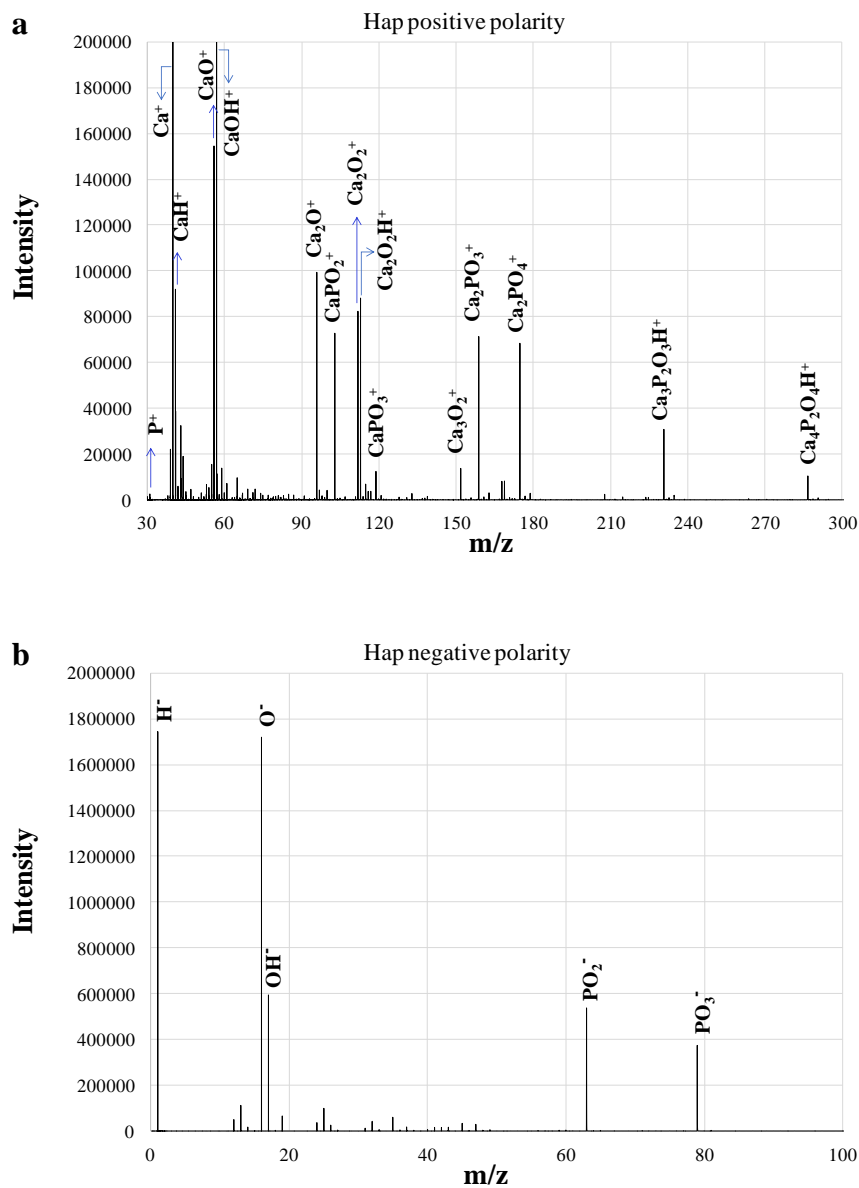 a
Hap positive polarity
200000
180000
160000
140000
120000
100000
80000
60000
40000
20000
0
Intensity
P⁺
Ca⁺
CaH⁺
CaO⁺
CaOH⁺
Ca₂O⁺
CaPO₂⁺
Ca₂O₂⁺
Ca₂O₂H⁺
CaPO₃⁺
Ca₃O₂⁺
Ca₂PO₃⁺
Ca₂PO₄⁺
Ca₃P₂O₃H⁺
Ca₄P₂O₄H⁺
30 60 90 120 150 180 210 240 270 300
m/z
b
Hap negative polarity
2000000
1800000
1600000
1400000
1200000
1000000
800000
600000
400000
200000
0
Intensity
H⁻
O⁻
OH⁻
PO₂⁻
PO₃⁻
0 20 40 60 80 100
m/z